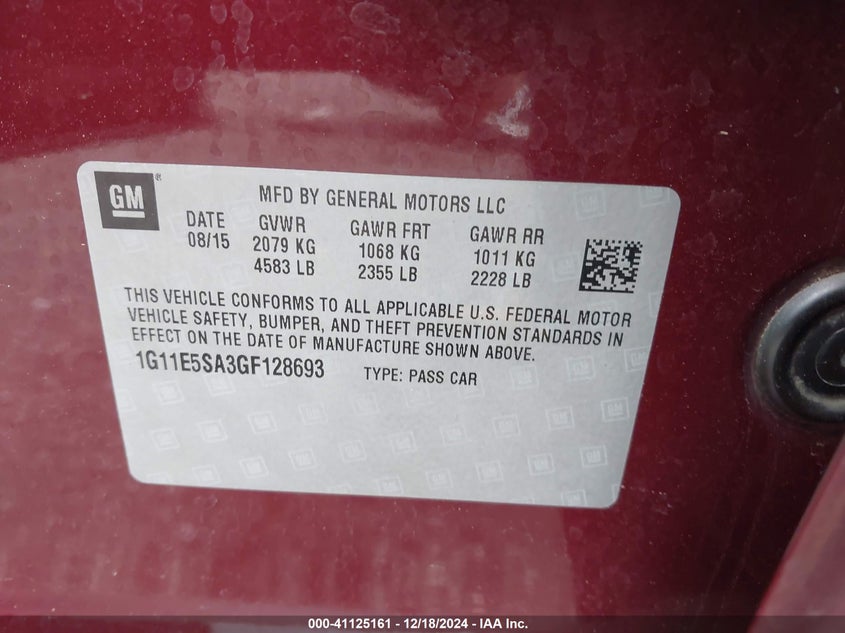 GM ®
MFD BY GENERAL MOTORS LLC
DATE GVWR GAWR FRT GAWR RR
08/15 2079 KG 1068 KG 1011 KG
4583 LB 2355 LB 2228 LB
THIS VEHICLE CONFORMS TO ALL APPLICABLE U.S. FEDERAL MOTOR
VEHICLE SAFETY, BUMPER, AND THEFT PREVENTION STANDARDS IN
EFFECT ON THE DATE OF MANUFACTURE SHOWN ABOVE.
1G11E5SA3GF128693 TYPE: PASS CAR
000-41125161 - 12/18/2024 - IAA Inc.